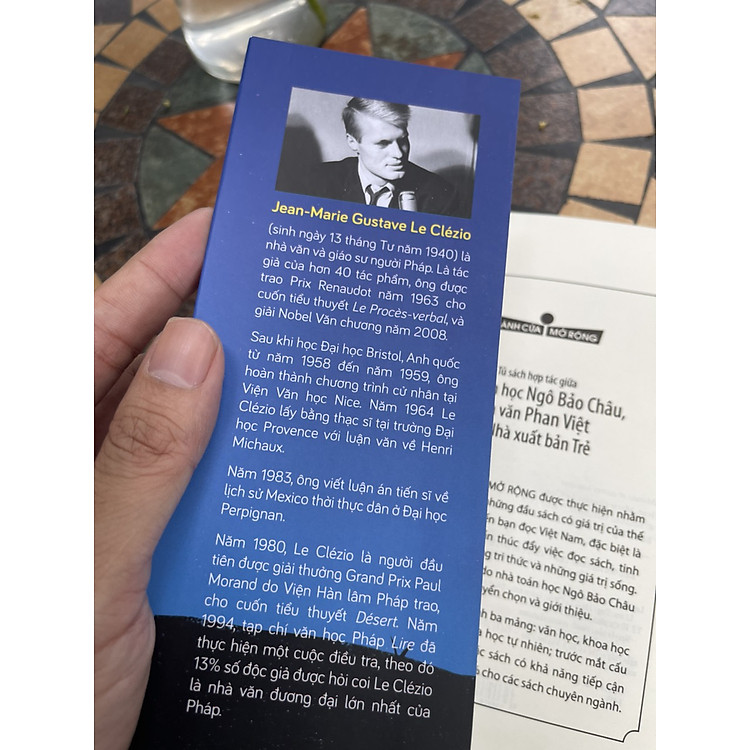 Jean-Marie Gustave Le Clézio
(sinh ngày 13 tháng Tư năm 1940) là
nhà văn và giáo sư người Pháp. Là tác
giả của hơn 40 tác phẩm, ông được
trao Prix Renaudot năm 1963 cho
cuốn tiểu thuyết Le Procès-verbal, và
giải Nobel Văn chương năm 2008.
Sau khi học Đại học Bristol, Anh quốc
từ năm 1958 đến năm 1959, ông
hoàn thành chương trình cử nhân tại
Viện Văn học Nice. Năm 1964 Le
Clézio lấy bằng thạc sĩ tại trường Đại
học Provence với luận văn về Henri
Michaux.
Năm 1983, ông viết luận án tiến sĩ về
lịch sử Mexico thời thực dân ở Đại học
Perpignan.
Năm 1980, Le Clézio là người đầu
tiên được giải thưởng Grand Prix Paul
Morand do Viện Hàn lâm Pháp trao,
cho cuốn tiểu thuyết Désert. Năm
1994, tạp chí văn học Pháp Lire đã
thực hiện một cuộc điều tra, theo đó
13% số độc giả được hỏi coi Le Clézio
là nhà văn đương đại lớn nhất của
Pháp.
CÁNH CỬA MỞ RỘNG
Tủ sách hợp tác giữa
học Ngô Bảo Châu,
văn Phan Việt
Nhà xuất bản Trẻ
MỞ RỘNG được thực hiện nhằm
những đầu sách có giá trị của thế
bạn đọc Việt Nam, đặc biệt là
thúc đẩy việc đọc sách, tinh
tri thức và những giá trị sống.
do nhà toán học Ngô Bảo Châu
chọn và giới thiệu.
ba mảng: văn học, khoa học
học tự nhiên; trước mắt cấu
sách có khả năng tiếp cận
cho các sách chuyên ngành.